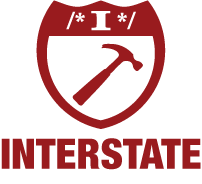 /* I */
INTERSTATE